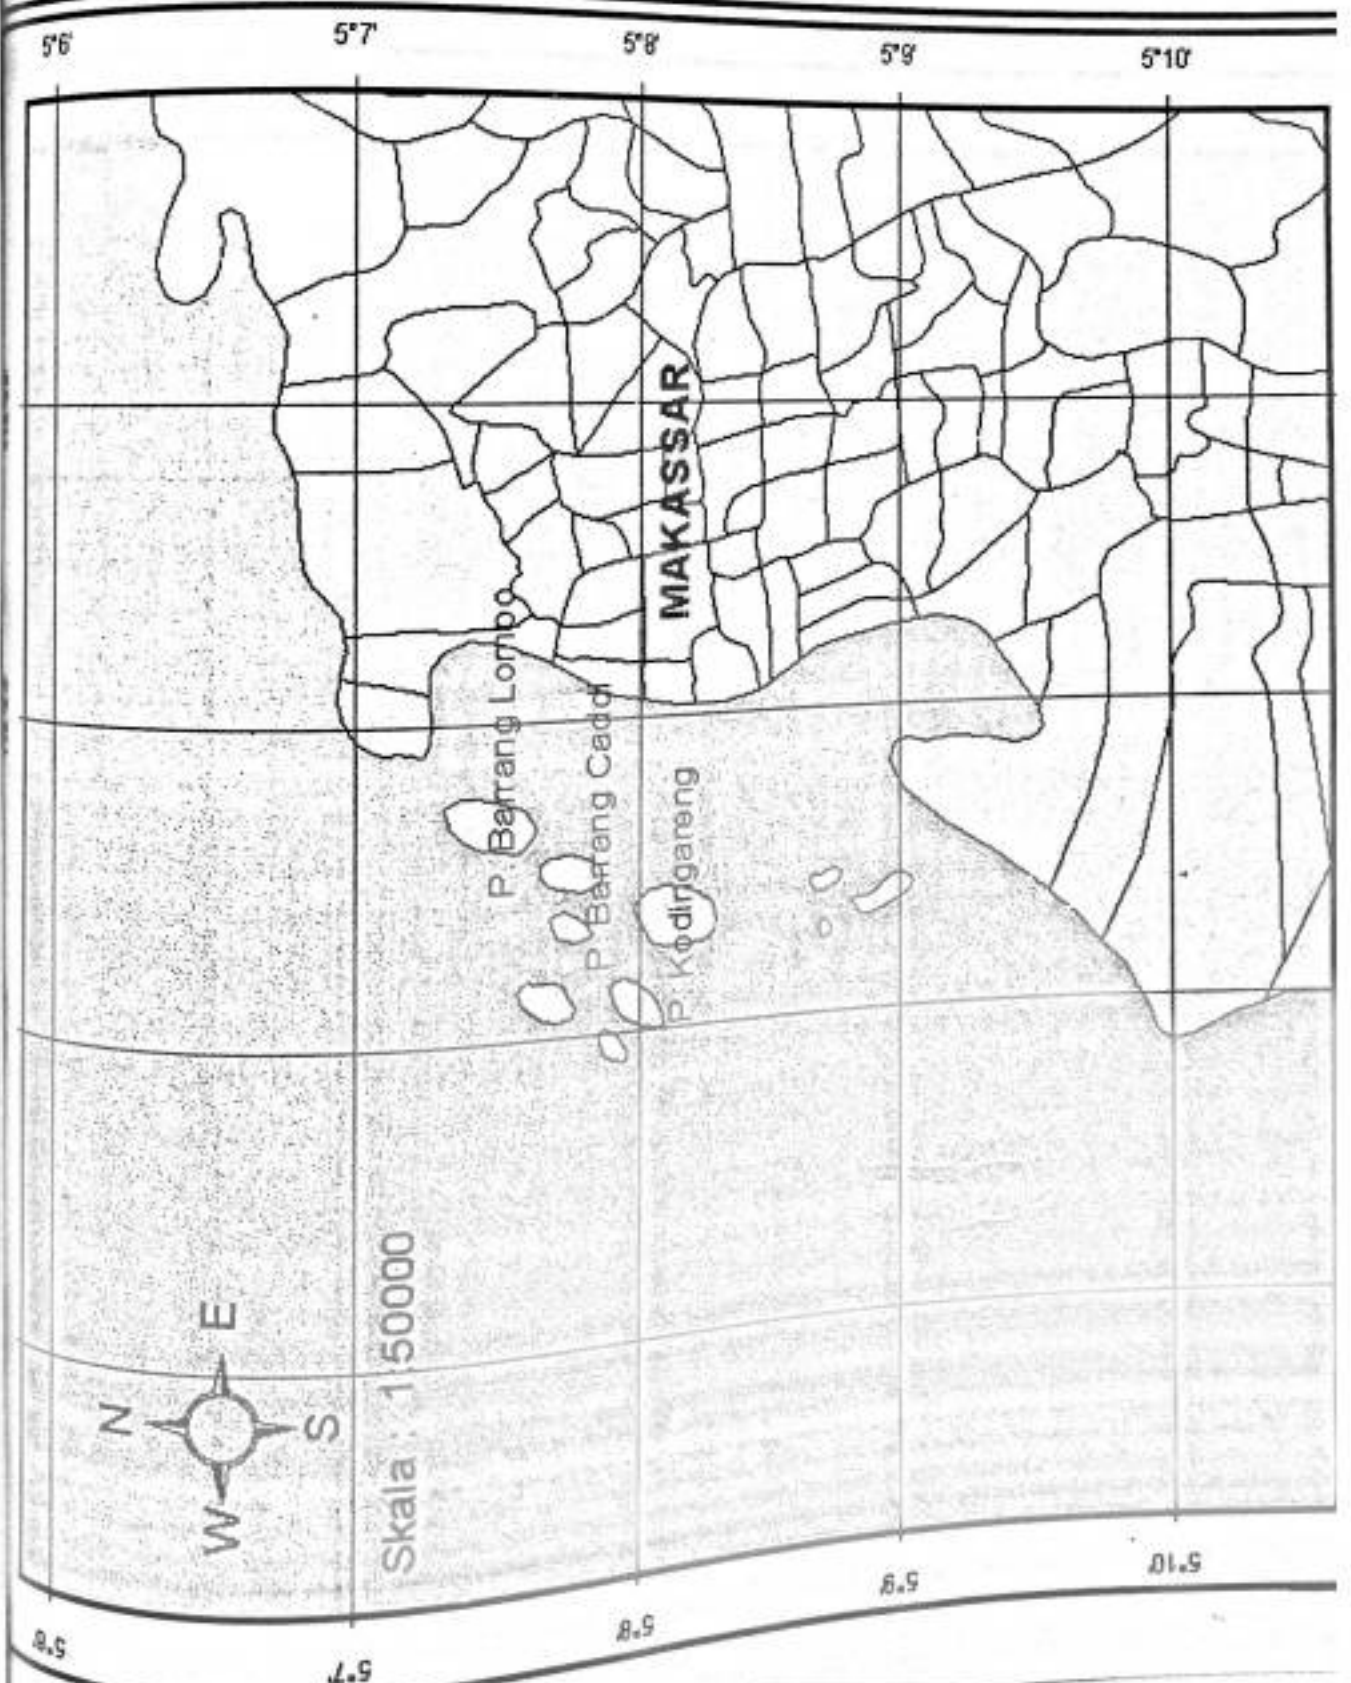 5°6'
5°7'
5°8'
5°9'
5°10'
MAKASSAR
P. Barrang Lompo
P. Barrang Caddi
P. Kodingareng
N
E
S
W
Skala : 1:50000
5°6'
5°7'
5°8'
5°9'
5°10'